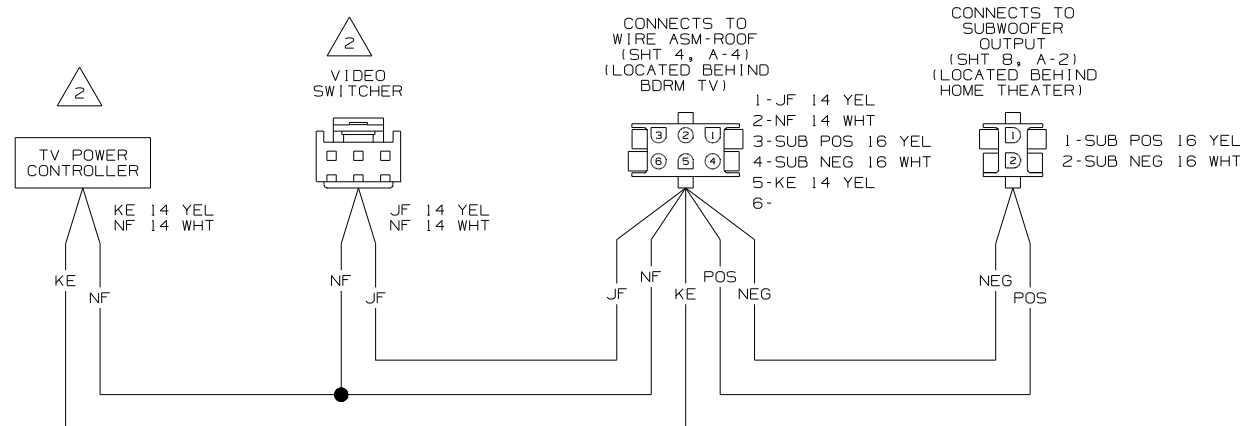 2
TV POWER
CONTROLLER
KE 14 YEL
NF 14 WHT
2
VIDEO
SWITCHER
JF 14 YEL
NF 14 WHT
CONNECTS TO
WIRE ASM-ROOF
(SHT 4, A-4)
(LOCATED BEHIND
BDRM TV)
3 2 1
6 5 4
1-JF 14 YEL
2-NF 14 WHT
3-SUB POS 16 YEL
4-SUB NEG 16 WHT
5-KE 14 YEL
6-
CONNECTS TO
SUBWOOFER
OUTPUT
(SHT 8, A-2)
(LOCATED BEHIND
HOME THEATER)
1
2
1-SUB POS 16 YEL
2-SUB NEG 16 WHT
KE
NF
NF
JF
JF
NF
KE
POS
NEG
NEG
POS